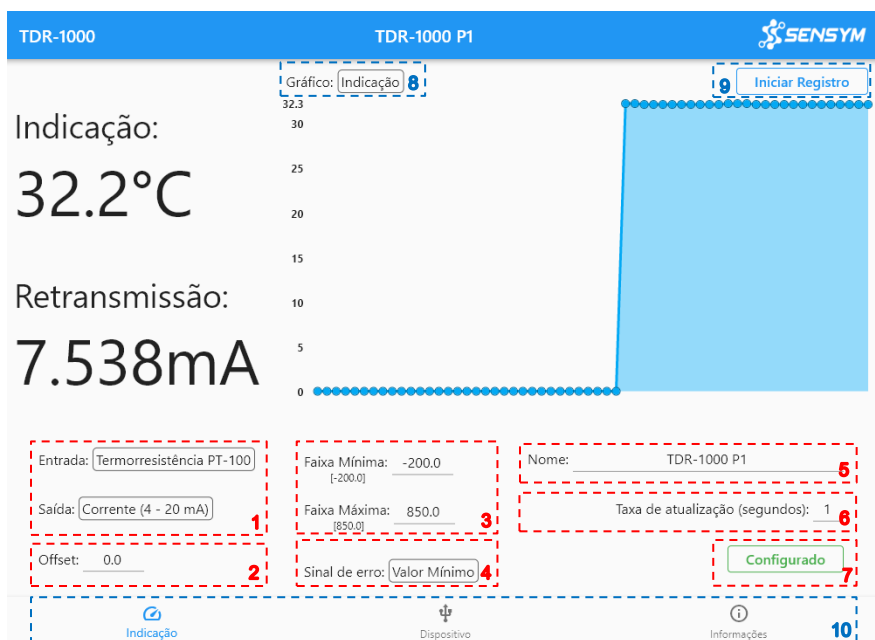 TDR-1000
TDR-1000 P1
SENSYM
Gráfico: Indicação 8
9 Iniciar Registro
Indicação:
32.2°C
Retransmissão:
7.538mA
32.3
30
25
20
15
10
5
0
Entrada: Termorresistência PT-100
Saída: Corrente (4 - 20 mA)
1
Offset: 0.0
2
Faixa Mínima: -200.0
[-200.0]
Faixa Máxima: 850.0
[850.0]
3
Sinal de erro: Valor Mínimo 4
Nome: TDR-1000 P1
5
Taxa de atualização (segundos): 1
6
Configurado
7
Indicação
Dispositivo
Informações
10